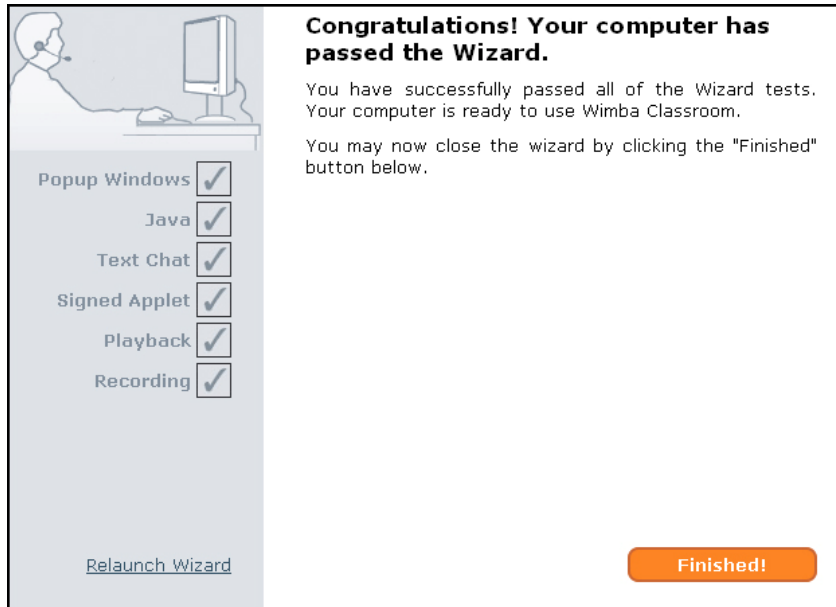 Congratulations! Your computer has
passed the Wizard.
You have successfully passed all of the Wizard tests.
Your computer is ready to use Wimba Classroom.
You may now close the wizard by clicking the "Finished"
button below.
Popup Windows
Java
Text Chat
Signed Applet
Playback
Recording
Relaunch Wizard
Finished!